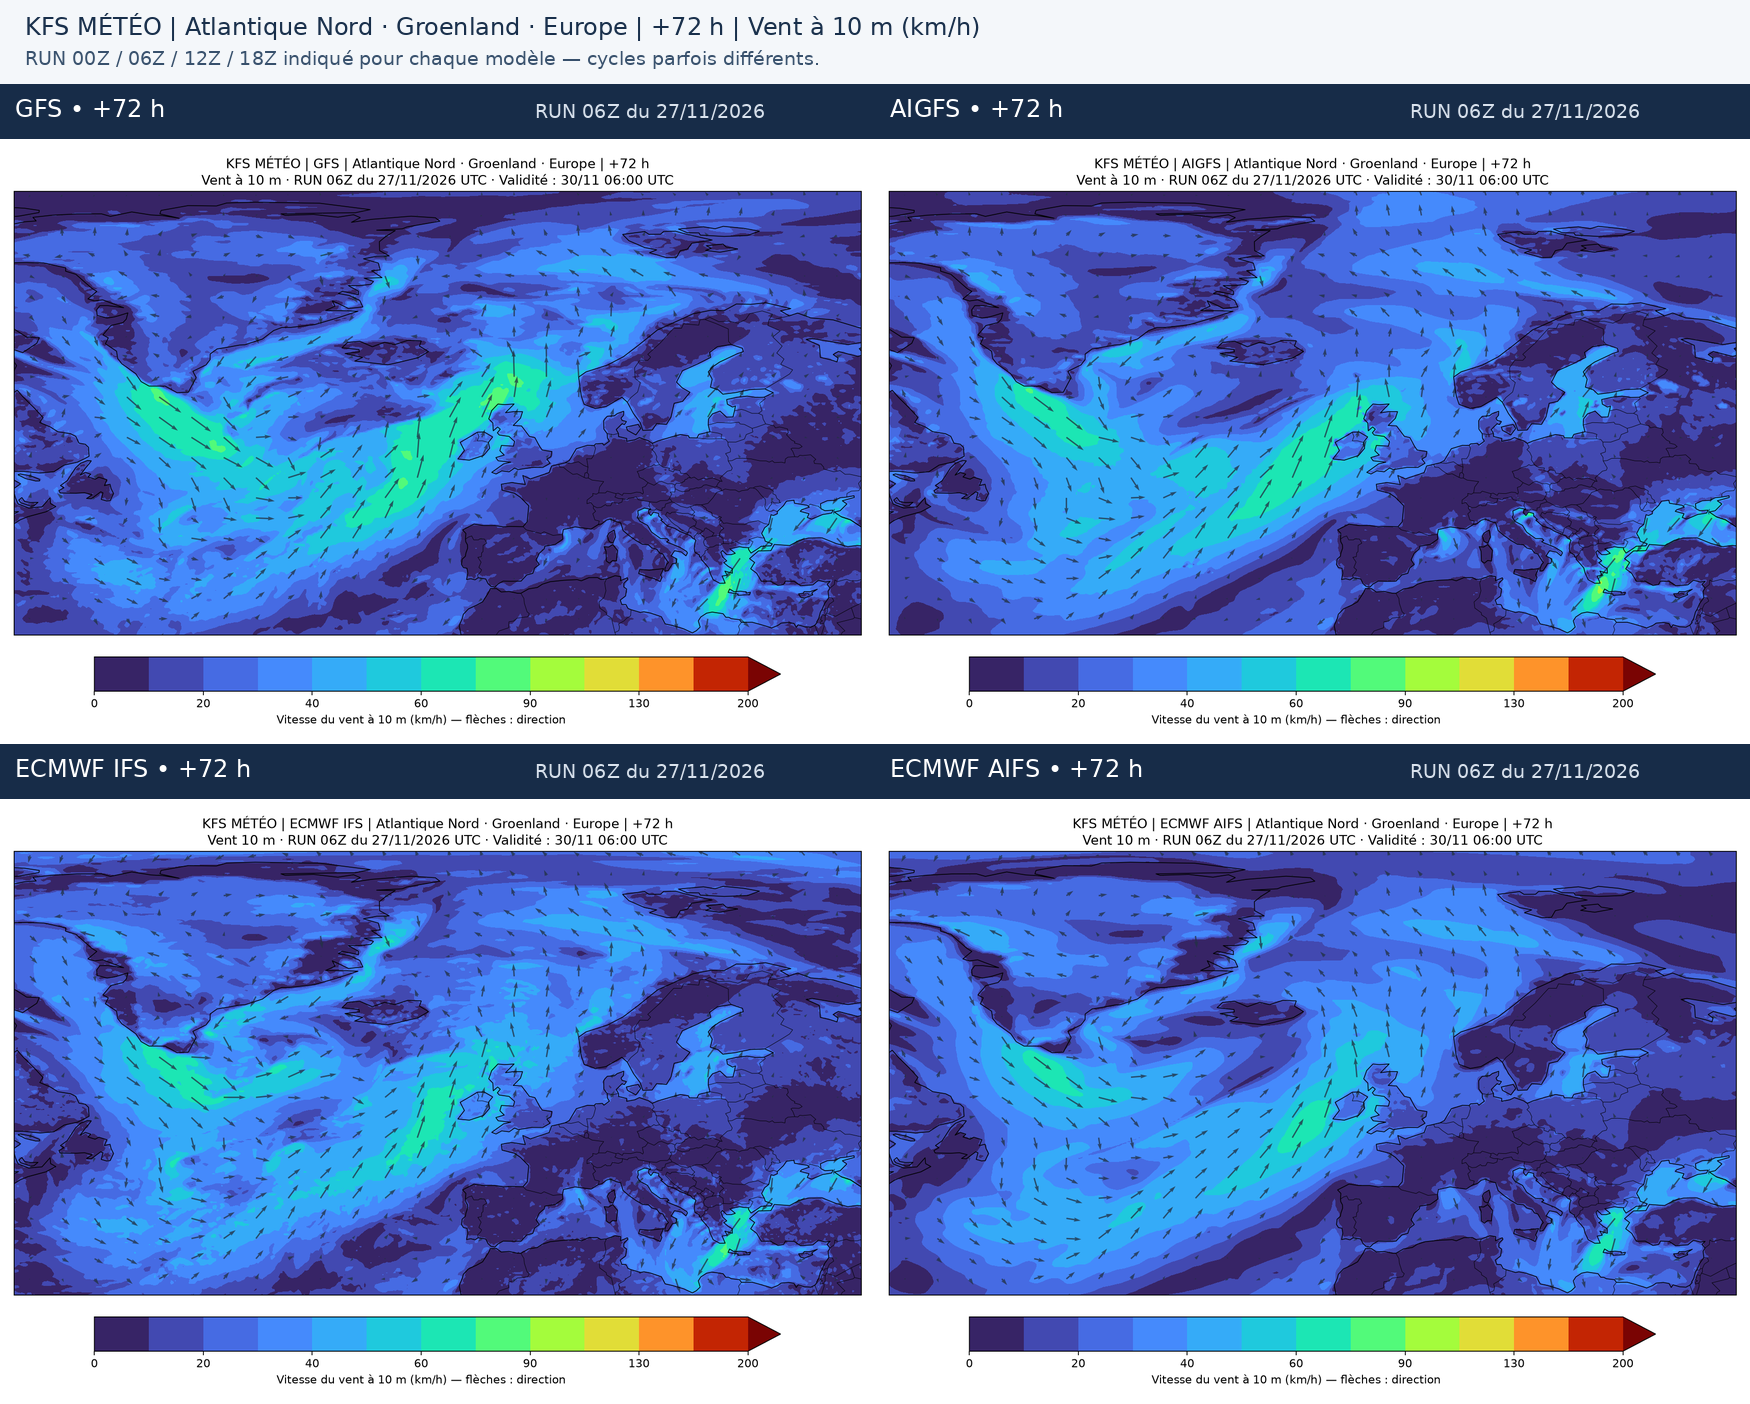 KFS MÉTÉO | Atlantique Nord · Groenland · Europe | +72 h | Vent à 10 m (km/h)
RUN 00Z / 06Z / 12Z / 18Z indiqué pour chaque modèle — cycles parfois différents.
GFS • +72 h
RUN 06Z du 27/11/2026
KFS MÉTÉO | GFS | Atlantique Nord · Groenland · Europe | +72 h
Vent à 10 m · RUN 06Z du 27/11/2026 UTC · Validité : 30/11 06:00 UTC
0 20 40 60 90 130 200
Vitesse du vent à 10 m (km/h) — flèches : direction
AIGFS • +72 h
RUN 06Z du 27/11/2026
KFS MÉTÉO | AIGFS | Atlantique Nord · Groenland · Europe | +72 h
Vent à 10 m · RUN 06Z du 27/11/2026 UTC · Validité : 30/11 06:00 UTC
0 20 40 60 90 130 200
Vitesse du vent à 10 m (km/h) — flèches : direction
ECMWF IFS • +72 h
RUN 06Z du 27/11/2026
KFS MÉTÉO | ECMWF IFS | Atlantique Nord · Groenland · Europe | +72 h
Vent 10 m · RUN 06Z du 27/11/2026 UTC · Validité : 30/11 06:00 UTC
0 20 40 60 90 130 200
Vitesse du vent à 10 m (km/h) — flèches : direction
ECMWF AIFS • +72 h
RUN 06Z du 27/11/2026
KFS MÉTÉO | ECMWF AIFS | Atlantique Nord · Groenland · Europe | +72 h
Vent 10 m · RUN 06Z du 27/11/2026 UTC · Validité : 30/11 06:00 UTC
0 20 40 60 90 130 200
Vitesse du vent à 10 m (km/h) — flèches : direction